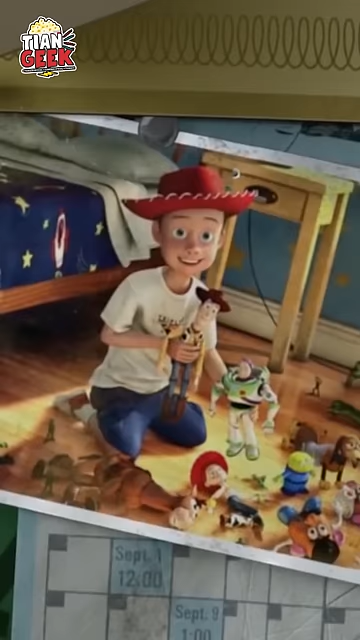 TIAN
GEEK
Sept. 1
12:00
Sept. 9
1:00